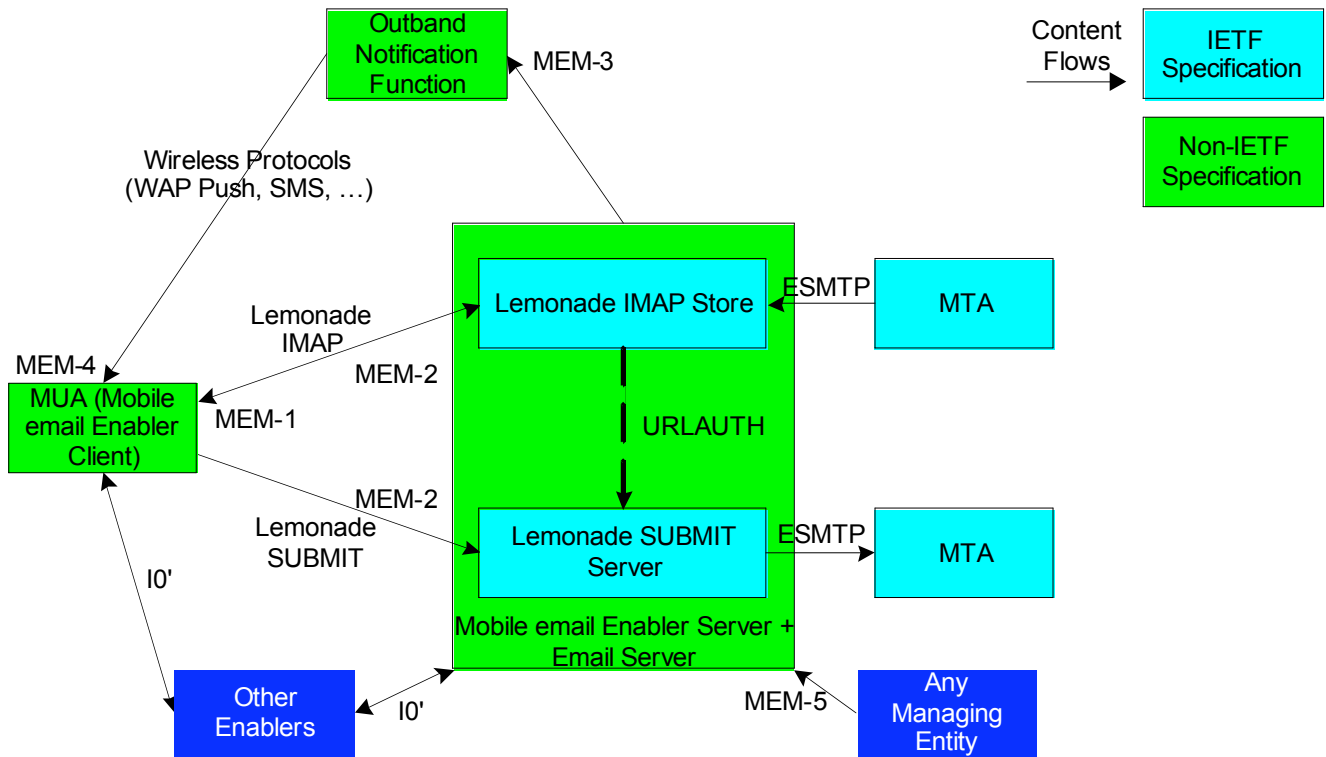 Outband
Notification
Function
MEM-3
Content
Flows
IETF
Specification
Non-IETF
Specification
Wireless Protocols
(WAP Push, SMS, …)
Lemonade IMAP Store
ESMTP
MTA
Lemonade
IMAP
MEM-2
MEM-4
MUA (Mobile
email Enabler
Client)
MEM-1
URLAUTH
MEM-2
Lemonade
SUBMIT
Lemonade SUBMIT
Server
ESMTP
MTA
I0'
Mobile email Enabler Server +
Email Server
Other
Enablers
I0'
MEM-5
Any
Managing
Entity